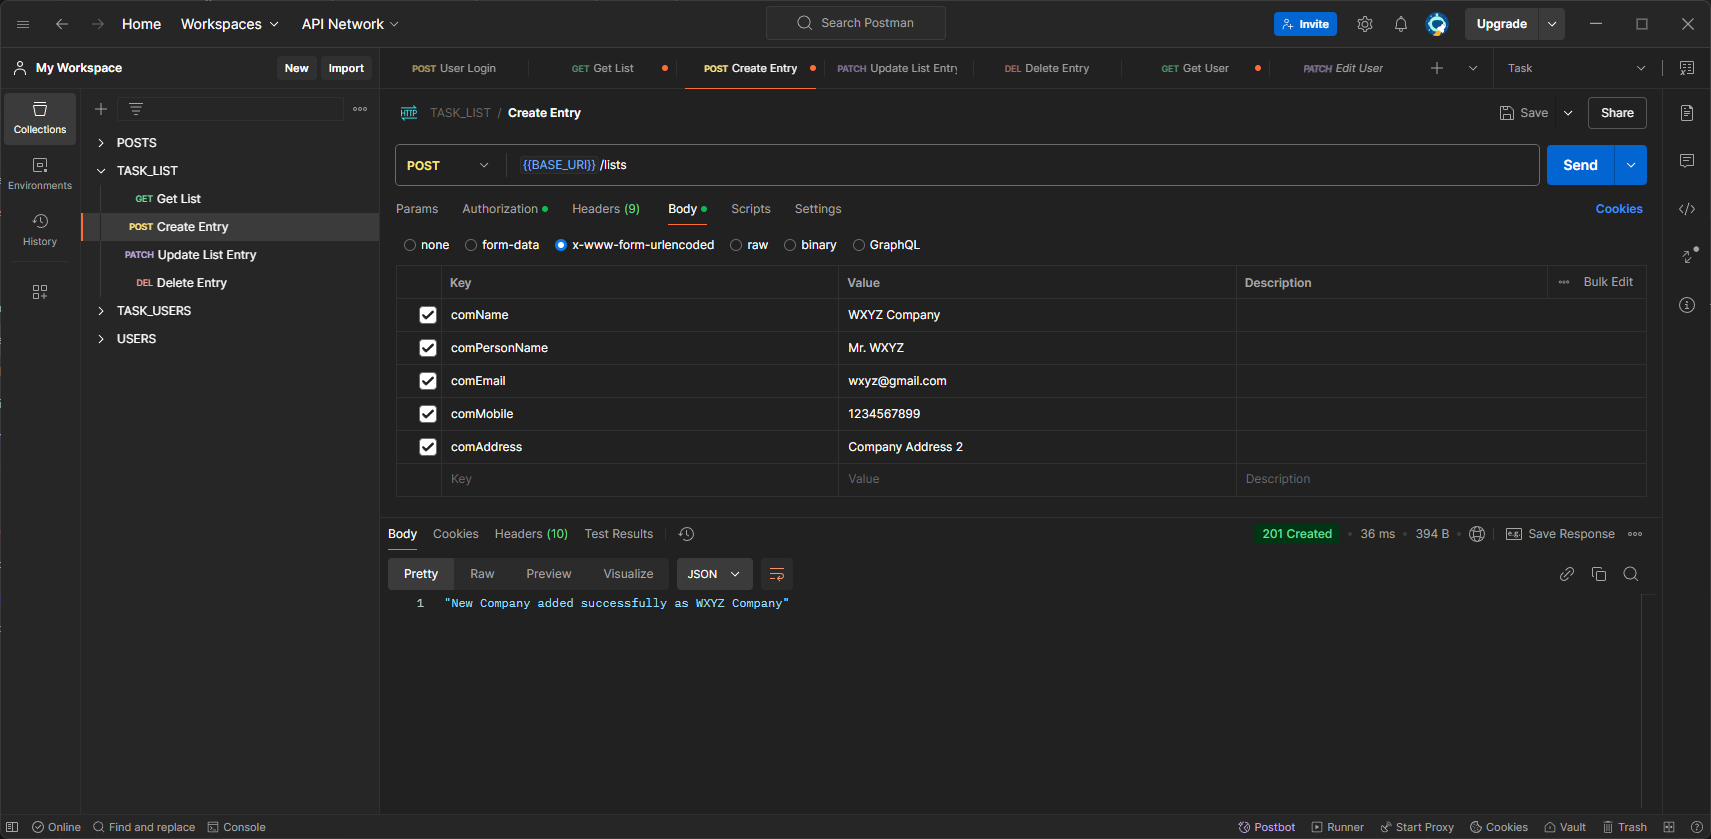 Home Workspaces API Network Search Postman Invite Upgrade
My Workspace New Import POST User Login GET Get List POST Create Entry PATCH Update List Entry DEL Delete Entry GET Get User PATCH Edit User Task
Collections
Environments
History
POSTS
TASK_LIST
GET Get List
POST Create Entry
PATCH Update List Entry
DEL Delete Entry
TASK_USERS
USERS
HTTP TASK_LIST / Create Entry Save Share
POST {{BASE_URI}} /lists Send
Params Authorization Headers (9) Body Scripts Settings Cookies
none form-data x-www-form-urlencoded raw binary GraphQL
Key Value Description Bulk Edit
comName WXYZ Company
comPersonName Mr. WXYZ
comEmail wxyz@gmail.com
comMobile 1234567899
comAddress Company Address 2
Key Value Description
Body Cookies Headers (10) Test Results 201 Created • 36 ms • 394 B • e.g. Save Response
Pretty Raw Preview Visualize JSON
1 "New Company added successfully as WXYZ Company"
Online Find and replace Console Postbot Runner Start Proxy Cookies Vault Trash